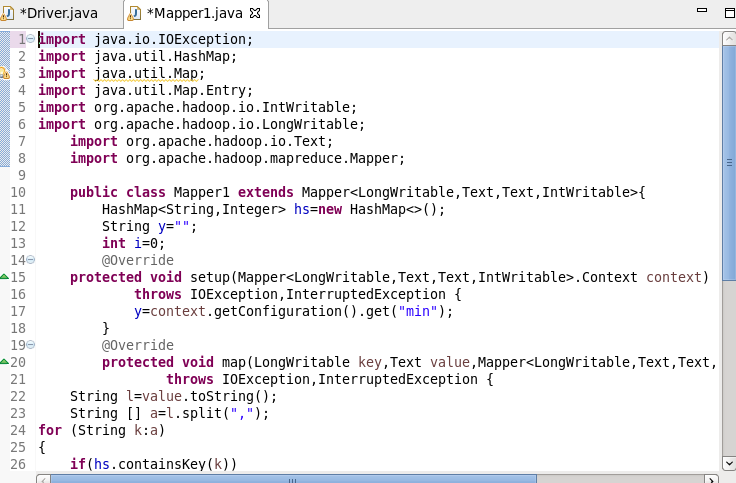 *Driver.java *Mapper1.java
1 import java.io.IOException;
2 import java.util.HashMap;
3 import java.util.Map;
4 import java.util.Map.Entry;
5 import org.apache.hadoop.io.IntWritable;
6 import org.apache.hadoop.io.LongWritable;
7 import org.apache.hadoop.io.Text;
8 import org.apache.hadoop.mapreduce.Mapper;
9
10 public class Mapper1 extends Mapper<LongWritable,Text,Text,IntWritable>{
11 HashMap<String,Integer> hs=new HashMap<>();
12 String y="";
13 int i=0;
14 @Override
15 protected void setup(Mapper<LongWritable,Text,Text,IntWritable>.Context context)
16 throws IOException,InterruptedException {
17 y=context.getConfiguration().get("min");
18 }
19 @Override
20 protected void map(LongWritable key,Text value,Mapper<LongWritable,Text,Text,
21 throws IOException,InterruptedException {
22 String l=value.toString();
23 String [] a=l.split(",");
24 for (String k:a)
25 {
26 if(hs.containsKey(k))